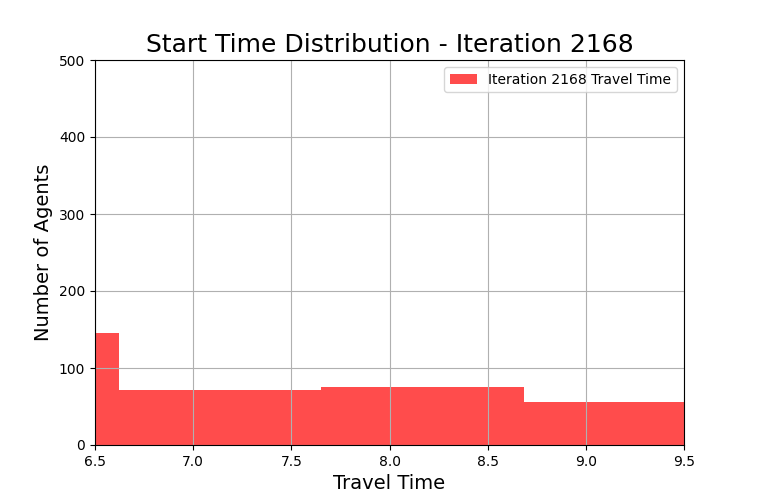 Start Time Distribution - Iteration 2168
Iteration 2168 Travel Time
Number of Agents
500
400
300
200
100
0
6.5 7.0 7.5 8.0 8.5 9.0 9.5
Travel Time